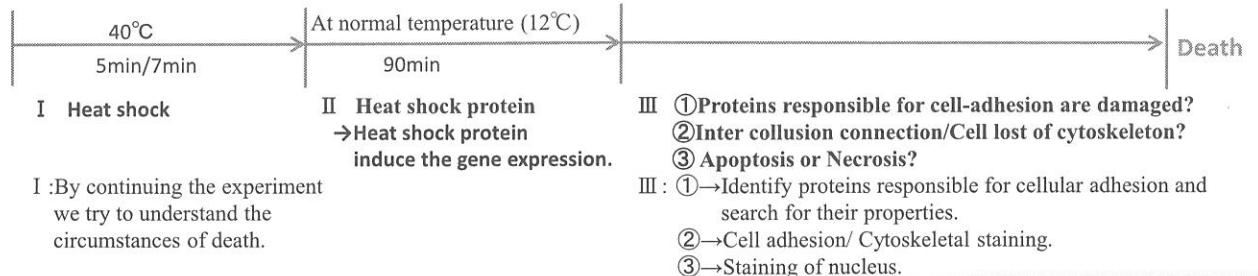 40℃
At normal temperature (12℃)
5min/7min
90min
Death
Ⅰ Heat shock
Ⅱ Heat shock protein
→Heat shock protein
induce the gene expression.
Ⅲ ①Proteins responsible for cell-adhesion are damaged?
②Inter collusion connection/Cell lost of cytoskeleton?
③ Apoptosis or Necrosis?
Ⅰ :By continuing the experiment
we try to understand the
circumstances of death.
Ⅲ : ①→Identify proteins responsible for cellular adhesion and
search for their properties.
②→Cell adhesion/ Cytoskeletal staining.
③→Staining of nucleus.